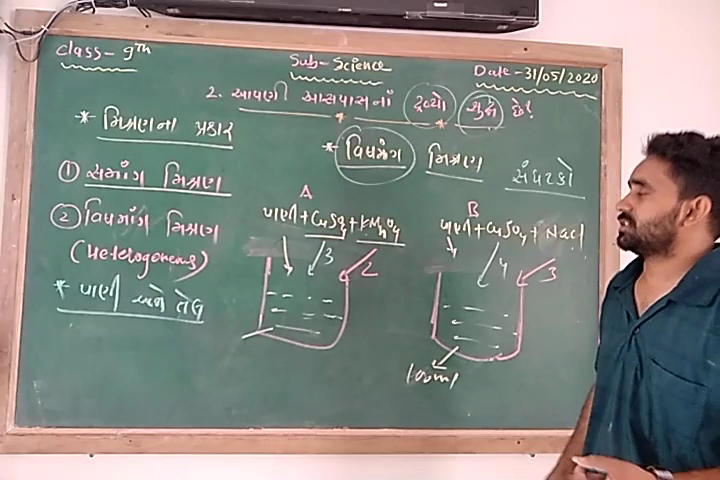 Class- 9th
Sub- Science
Date-31/05/2020
2. આપણી આસપાસનાં દ્રવ્યો શુદ્ધ છે?
* મિશ્રણના પ્રકાર
* વિષમાંગ મિશ્રણ
સંઘટકો
① સમાંગ મિશ્રણ
② વિષમાંગ મિશ્રણ
(Heterogeneous)
* પાણી અને તેલ
A
પાણી+CuSO4+KMnO4
3
2
B
પાણી+CuSO4+NaCl
4
3
100ml